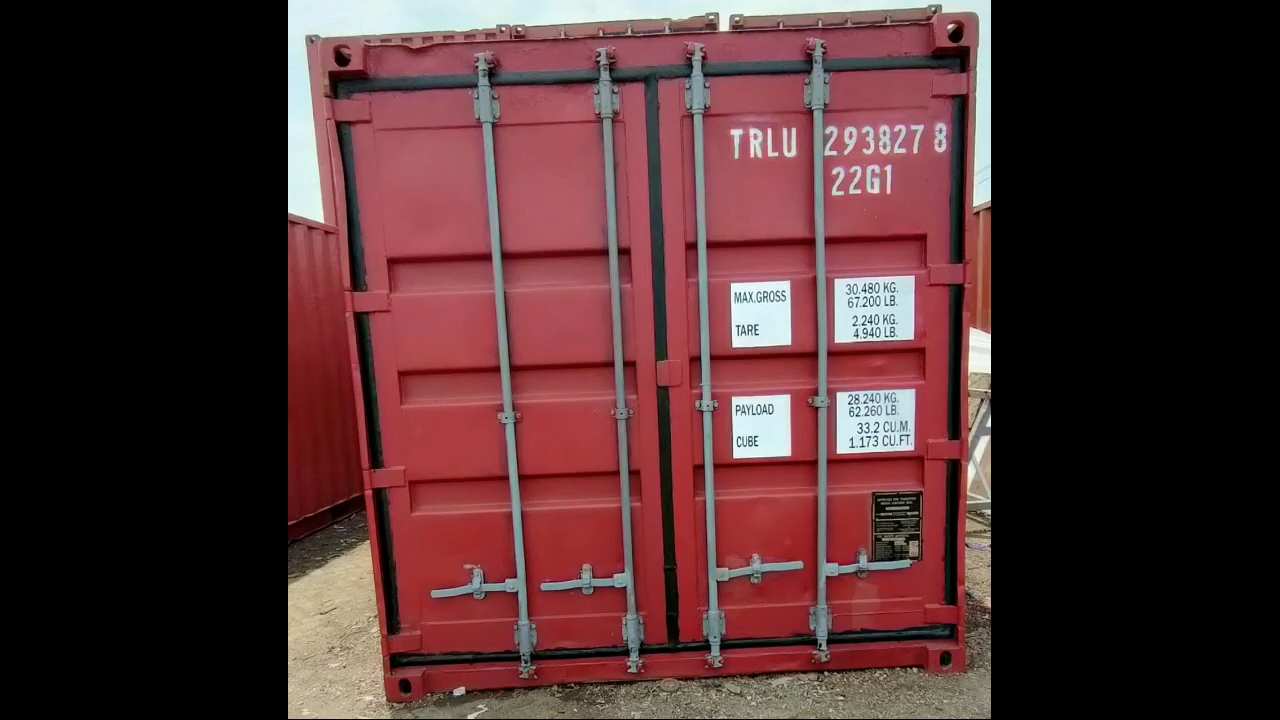 TRLU 293827 8
22G1
MAX.GROSS 30.480 KG.
67.200 LB.
TARE 2.240 KG.
4.940 LB.
PAYLOAD 28.240 KG.
62.260 LB.
CUBE 33.2 CU.M.
1.173 CU.FT.